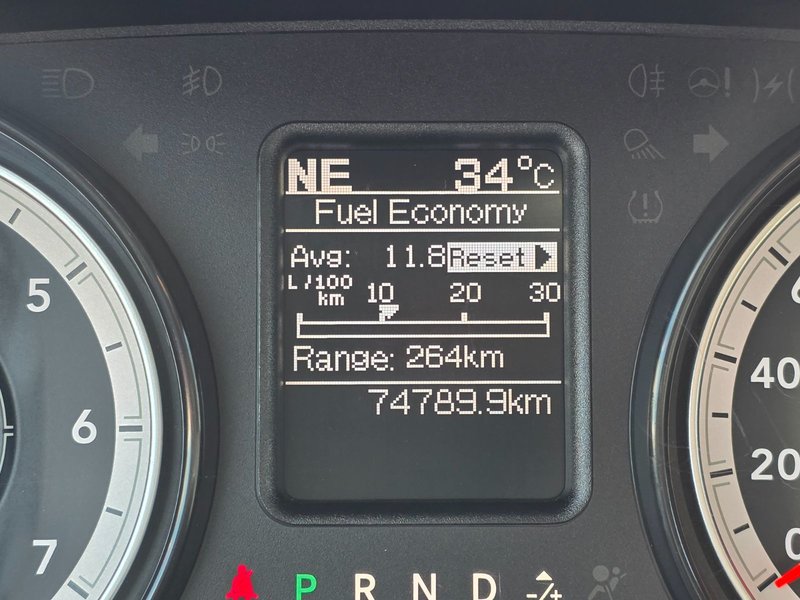 NE 34°C
Fuel Economy
Avg: 11.8 Reset
L/100 km 10 20 30
Range: 264km
74789.9km
5
6
7
40
20
0
P R N D -/+